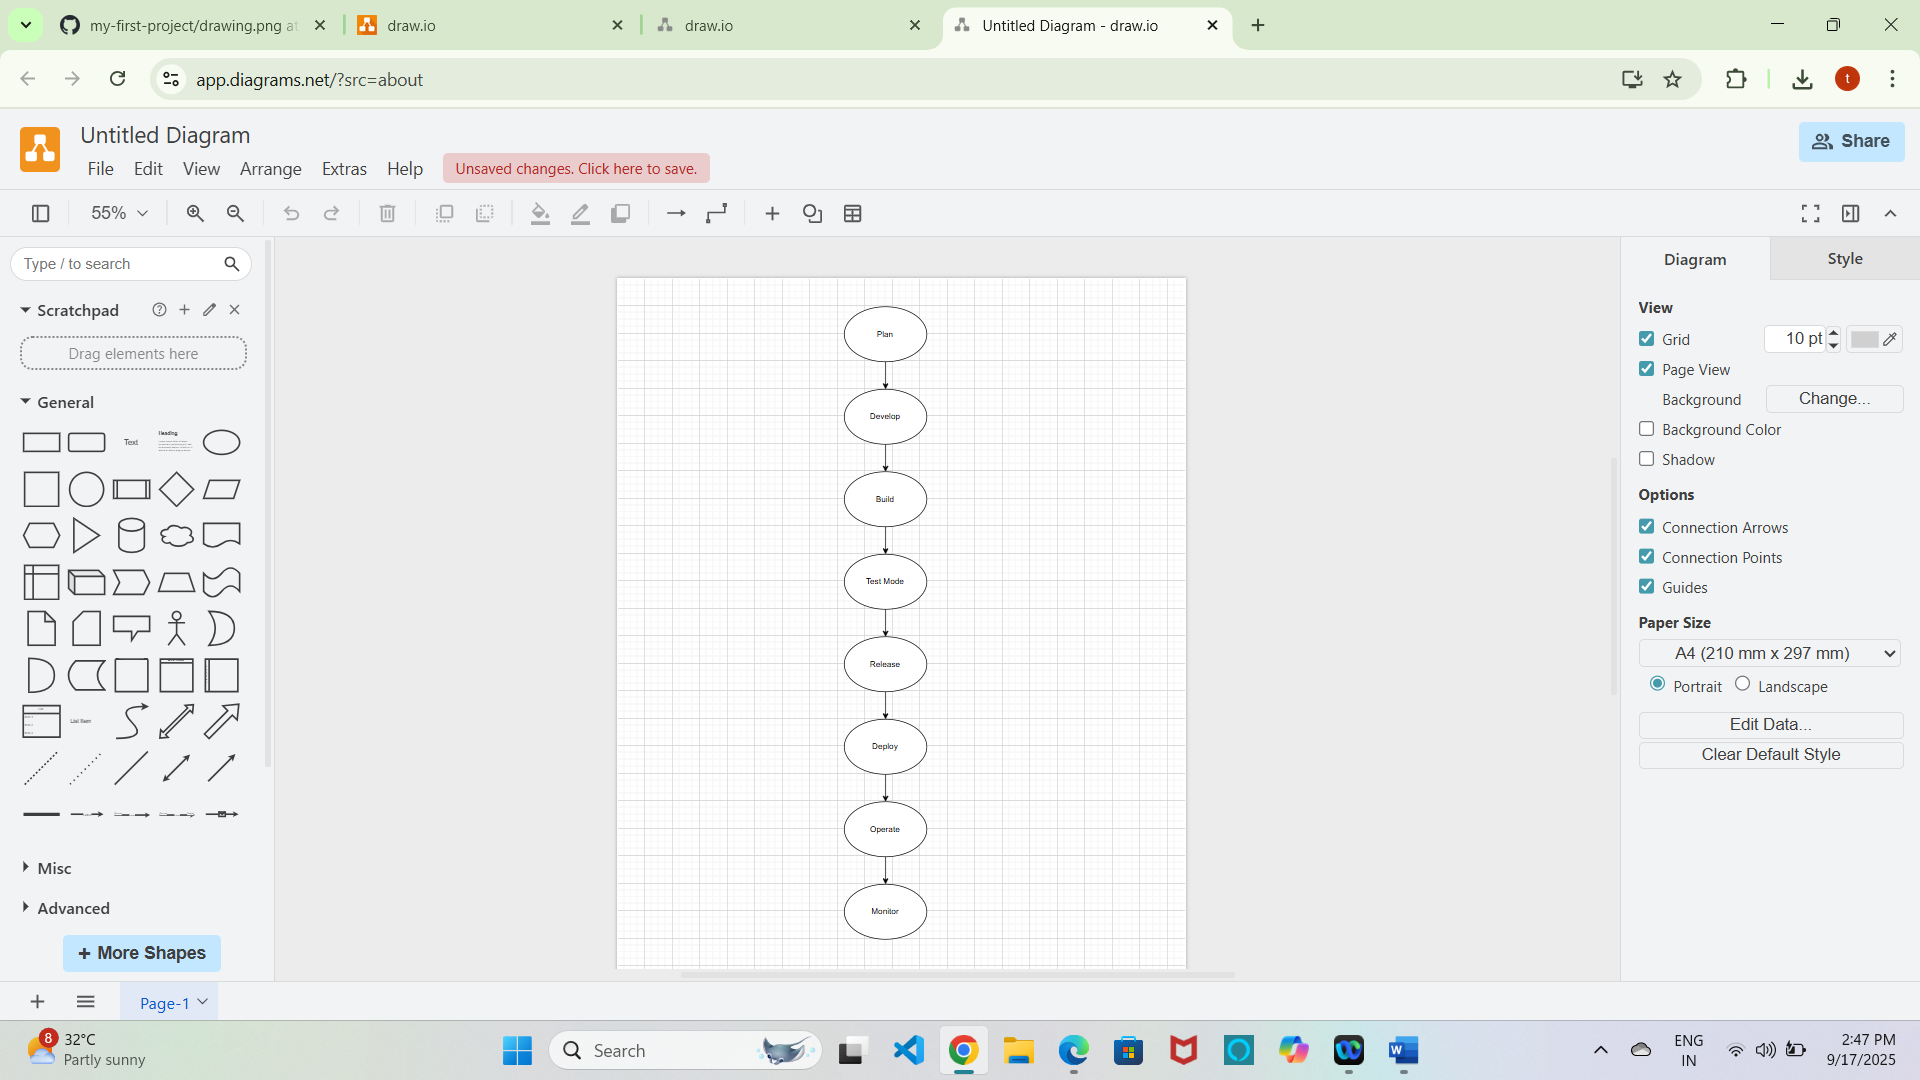 my-first-project/drawing.png at
draw.io
draw.io
Untitled Diagram - draw.io
app.diagrams.net/?src=about
t
Untitled Diagram
File Edit View Arrange Extras Help
Unsaved changes. Click here to save.
Share
55%
Type / to search
Scratchpad
Drag elements here
General
Text
Heading
List Item
Misc
Advanced
+ More Shapes
Plan
Develop
Build
Test Mode
Release
Deploy
Operate
Monitor
Diagram
Style
View
Grid
10 pt
Page View
Background
Change...
Background Color
Shadow
Options
Connection Arrows
Connection Points
Guides
Paper Size
A4 (210 mm x 297 mm)
Portrait
Landscape
Edit Data...
Clear Default Style
Page-1
8
32°C
Partly sunny
Search
W
ENG
IN
2:47 PM
9/17/2025